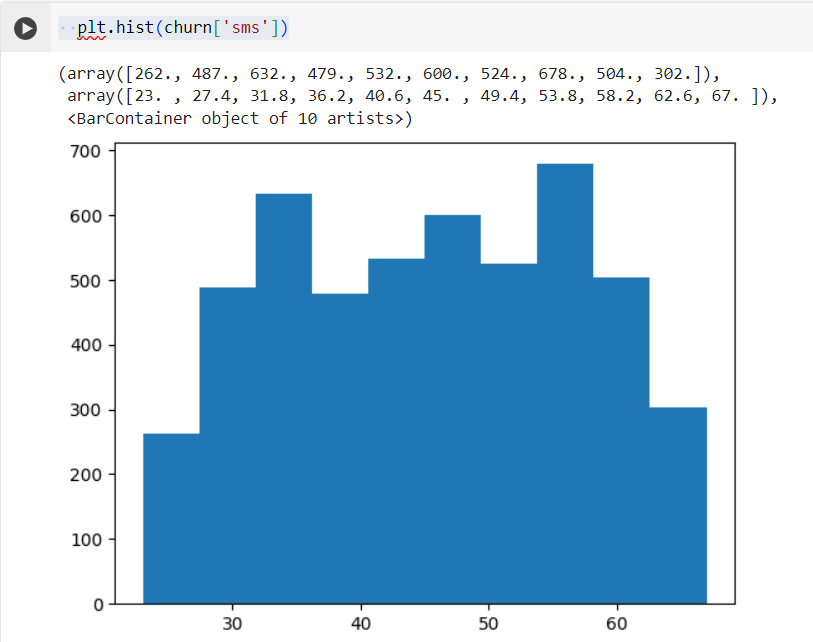 plt.hist(churn['sms'])
(array([262., 487., 632., 479., 532., 600., 524., 678., 504., 302.]),
array([23. , 27.4, 31.8, 36.2, 40.6, 45. , 49.4, 53.8, 58.2, 62.6, 67. ]),
<BarContainer object of 10 artists>)
700
600
500
400
300
200
100
0
30 40 50 60